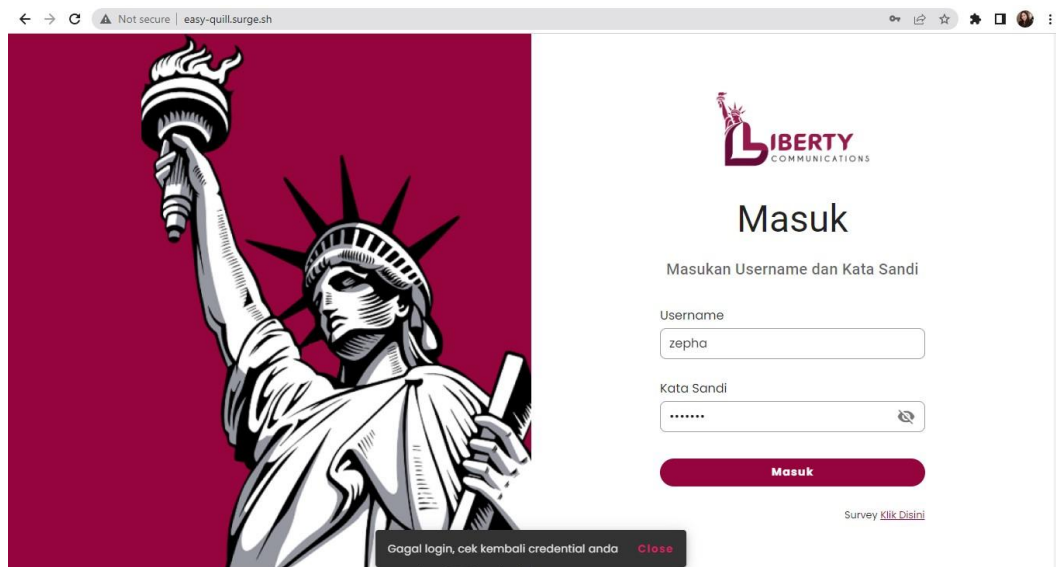 Not secure | easy-quill.surge.sh
LIBERTY
COMMUNICATIONS
Masuk
Masukan Username dan Kata Sandi
Username
zepha
Kata Sandi
•••••••
Masuk
Survey Klik Disini
Gagal login, cek kembali credential anda Close